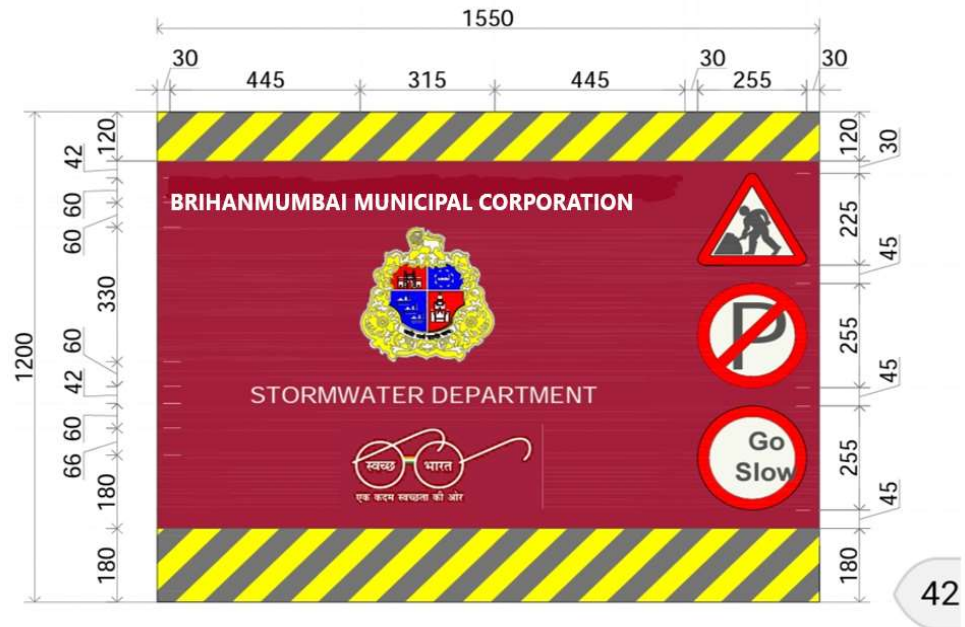 1550
30 445 315 445 30 255 30
120 42 60 60 330 60 42 60 66 180 180
1200
120 30 225 45 255 45 255 45 180
BRIHANMUMBAI MUNICIPAL CORPORATION
STORMWATER DEPARTMENT
स्वच्छ भारत
एक कदम स्वच्छता की ओर
P
Go
Slow
42